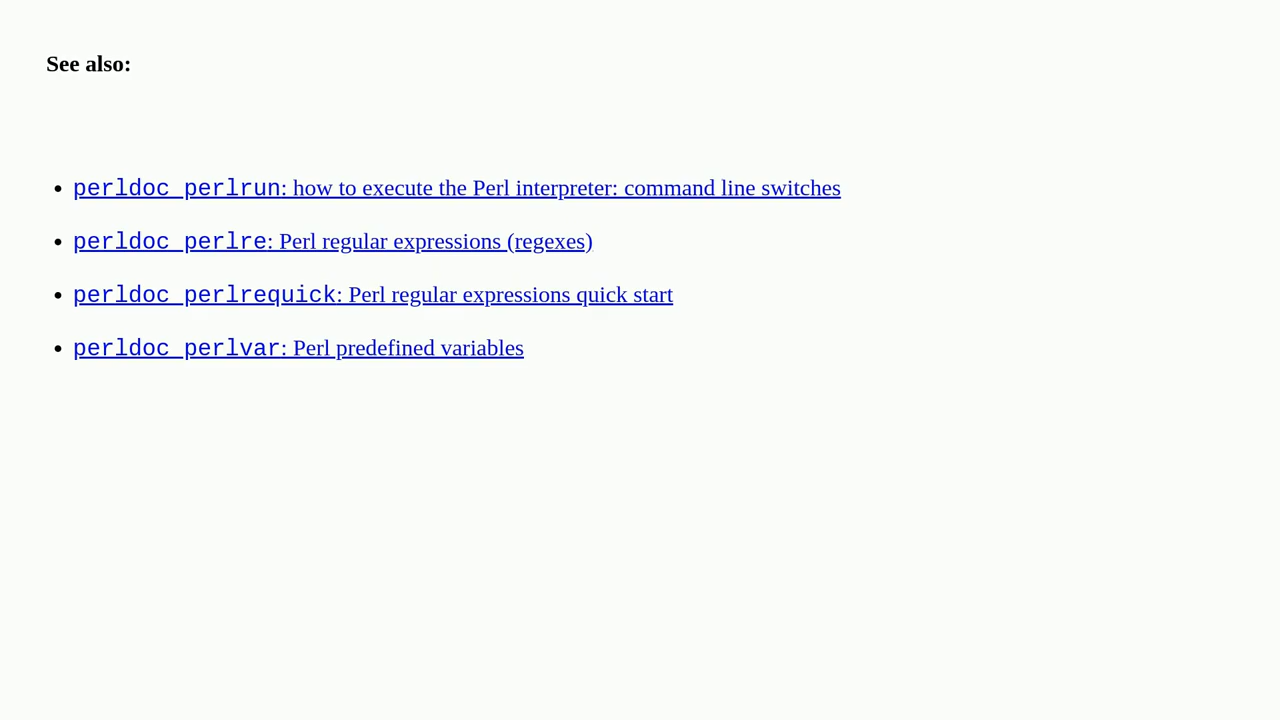 See also:
perldoc perlrun: how to execute the Perl interpreter: command line switches
perldoc perlre: Perl regular expressions (regexes)
perldoc perlrequick: Perl regular expressions quick start
perldoc perlvar: Perl predefined variables